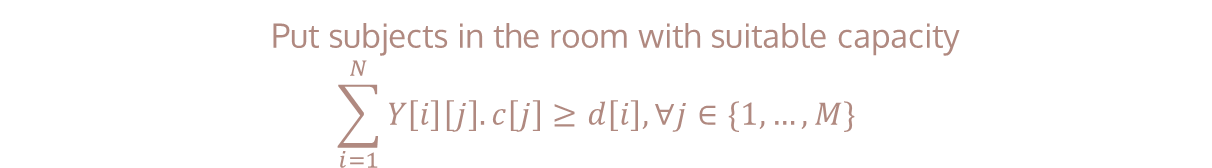 Put subjects in the room with suitable capacity
N
∑ Y[i][j]. c[j] ≥ d[i], ∀j ∈ {1, … , M}
i=1